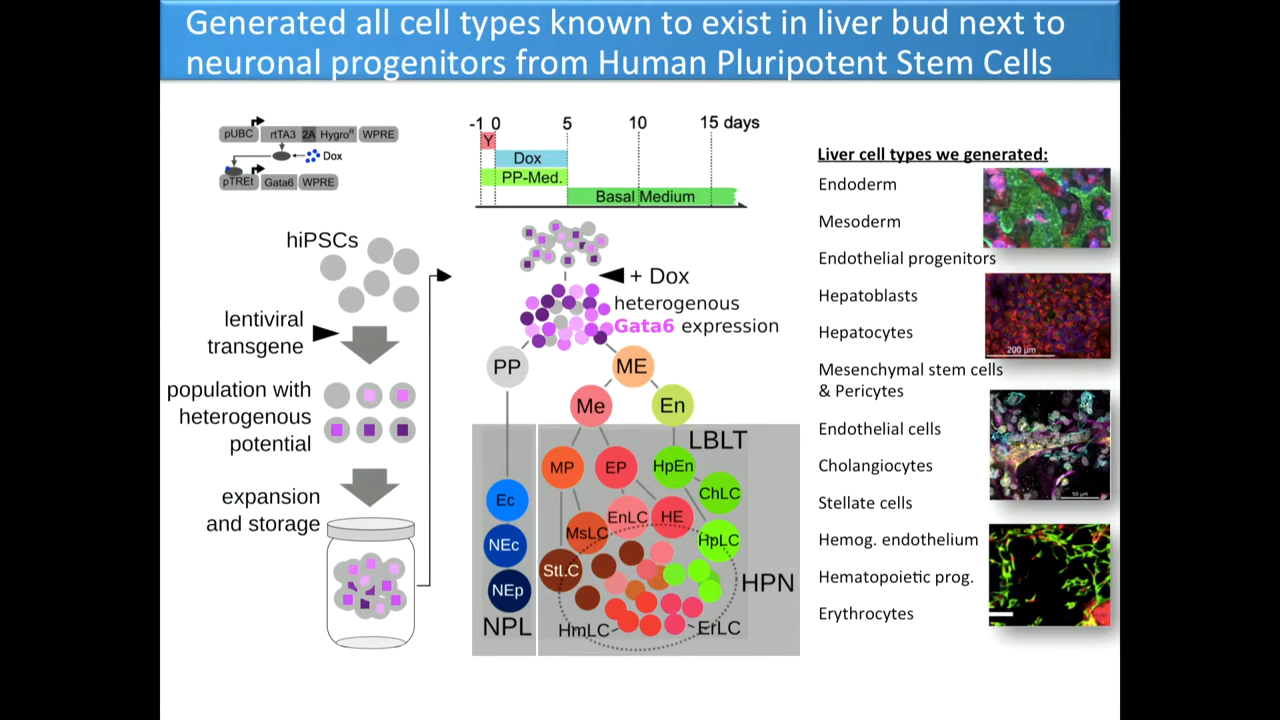 Generated all cell types known to exist in liver bud next to
neuronal progenitors from Human Pluripotent Stem Cells
pUBC
rtTA3
2A
Hygroᴿ
WPRE
Dox
pTREt
Gata6
WPRE
hiPSCs
lentiviral
transgene
population with
heterogenous
potential
expansion
and storage
-1 0 5 10 15 days
Y
Dox
PP-Med.
Basal Medium
+ Dox
heterogenous
Gata6 expression
PP
ME
Me
En
LBLT
MP
EP
HpEn
ChLC
Ec
EnLC
HE
MsLC
HpLC
NEc
StLC
NEp
HPN
NPL
HmLC
ErLC
Liver cell types we generated:
Endoderm
Mesoderm
Endothelial progenitors
Hepatoblasts
Hepatocytes
Mesenchymal stem cells
& Pericytes
Endothelial cells
Cholangiocytes
Stellate cells
Hemog. endothelium
Hematopoietic prog.
Erythrocytes
200 µm
50 µm